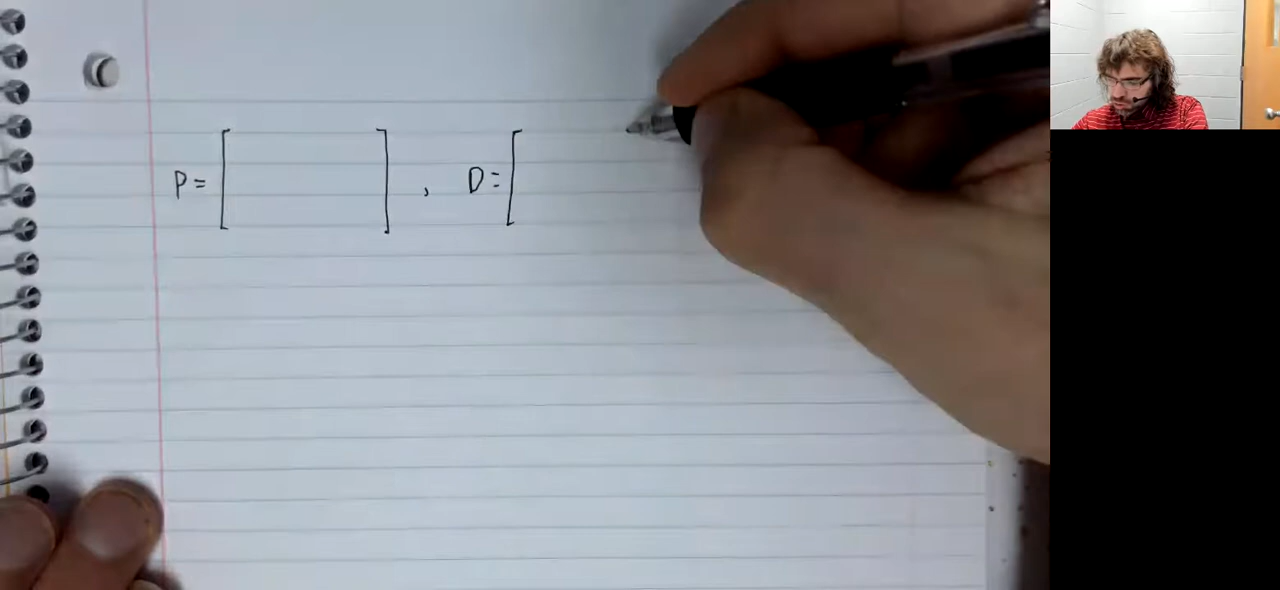 P = [ ] , D = [